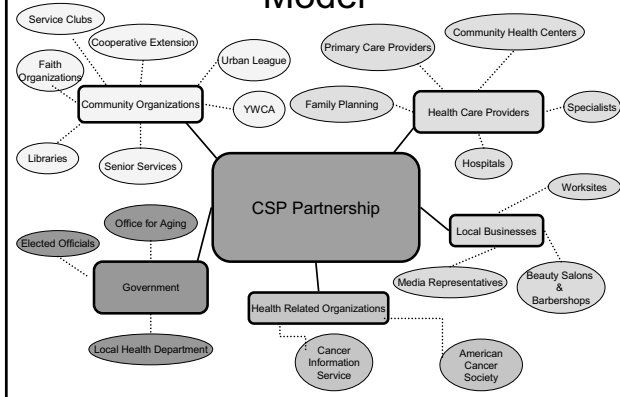 Model
Service Clubs
Cooperative Extension
Urban League
Faith
Organizations
Community Organizations
YWCA
Libraries
Senior Services
Primary Care Providers
Community Health Centers
Family Planning
Health Care Providers
Specialists
Hospitals
CSP Partnership
Worksites
Local Businesses
Media Representatives
Beauty Salons
&
Barbershops
Office for Aging
Elected Officials
Government
Local Health Department
Health Related Organizations
Cancer
Information
Service
American
Cancer
Society